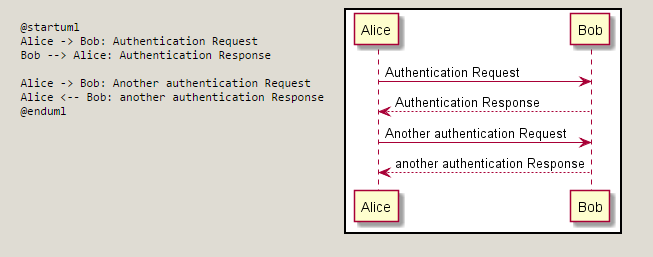 @startuml
Alice -> Bob: Authentication Request
Bob --> Alice: Authentication Response
Alice -> Bob: Another authentication Request
Alice <-- Bob: another authentication Response
@enduml
Alice Bob
Authentication Request
Authentication Response
Another authentication Request
another authentication Response
Alice Bob